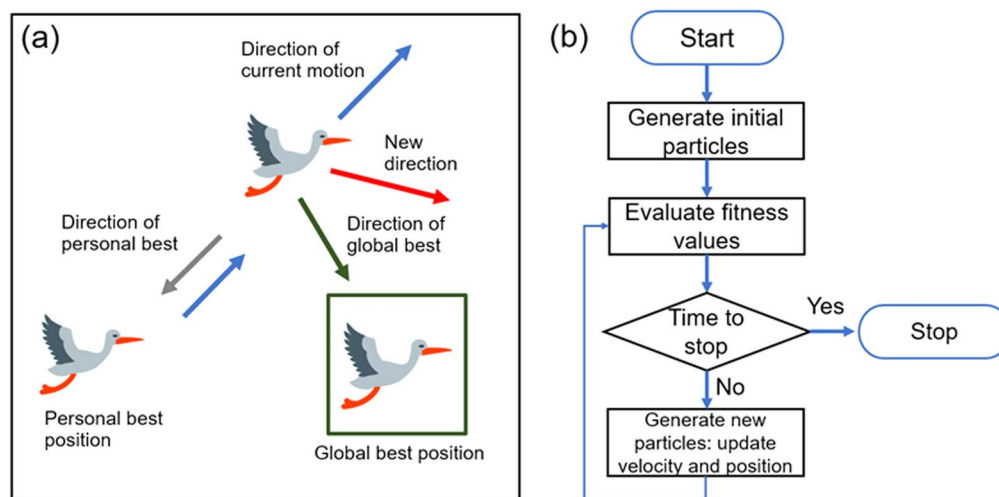 (a)
Direction of
current motion
New
direction
Direction of
personal best
Direction of
global best
Personal best
position
Global best position
(b)
Start
Generate initial
particles
Evaluate fitness
values
Time to
stop
Yes
Stop
No
Generate new
particles: update
velocity and position